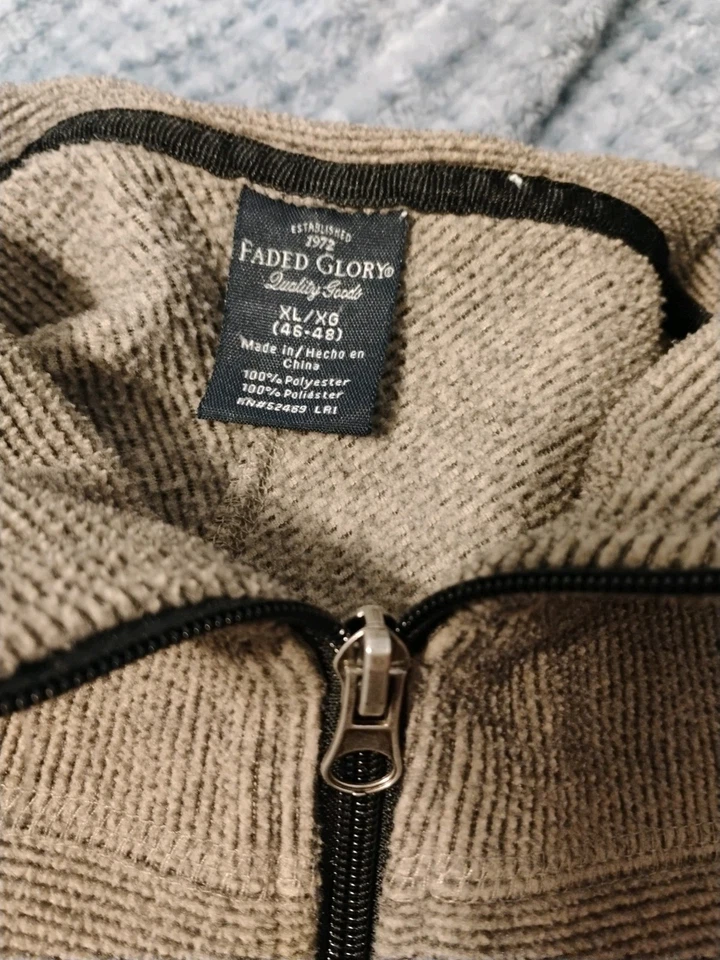 ESTABLISHED
1972
FADED GLORY®
Quality Goods
XL/XG
(46-48)
Made in/Hecho en
China
100% Polyester
100% Poliéster
RN#52469 LR1